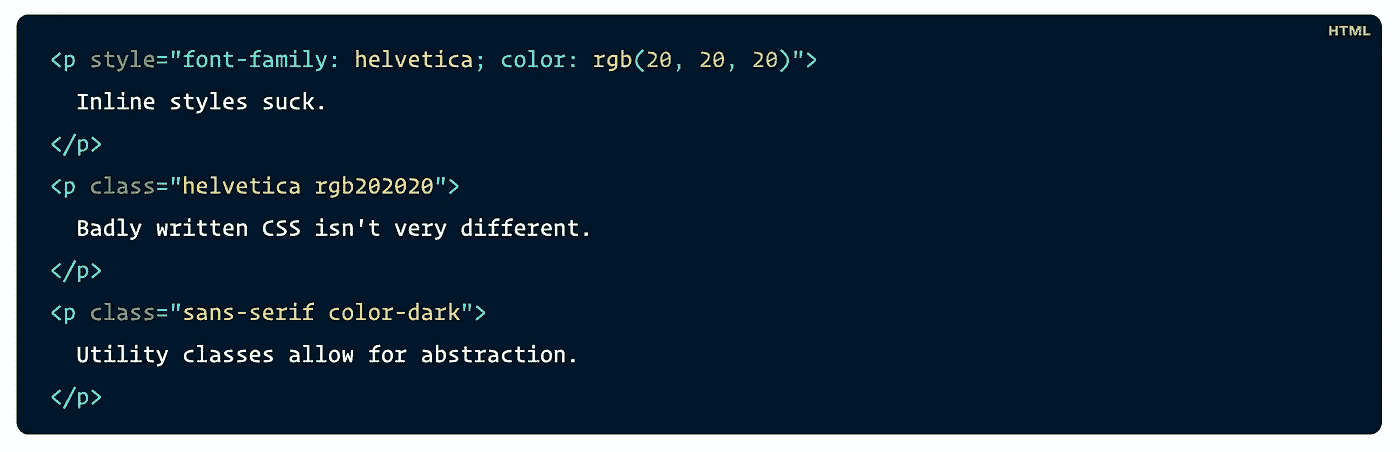 HTML
<p style="font-family: helvetica; color: rgb(20, 20, 20)">
Inline styles suck.
</p>
<p class="helvetica rgb202020">
Badly written CSS isn't very different.
</p>
<p class="sans-serif color-dark">
Utility classes allow for abstraction.
</p>